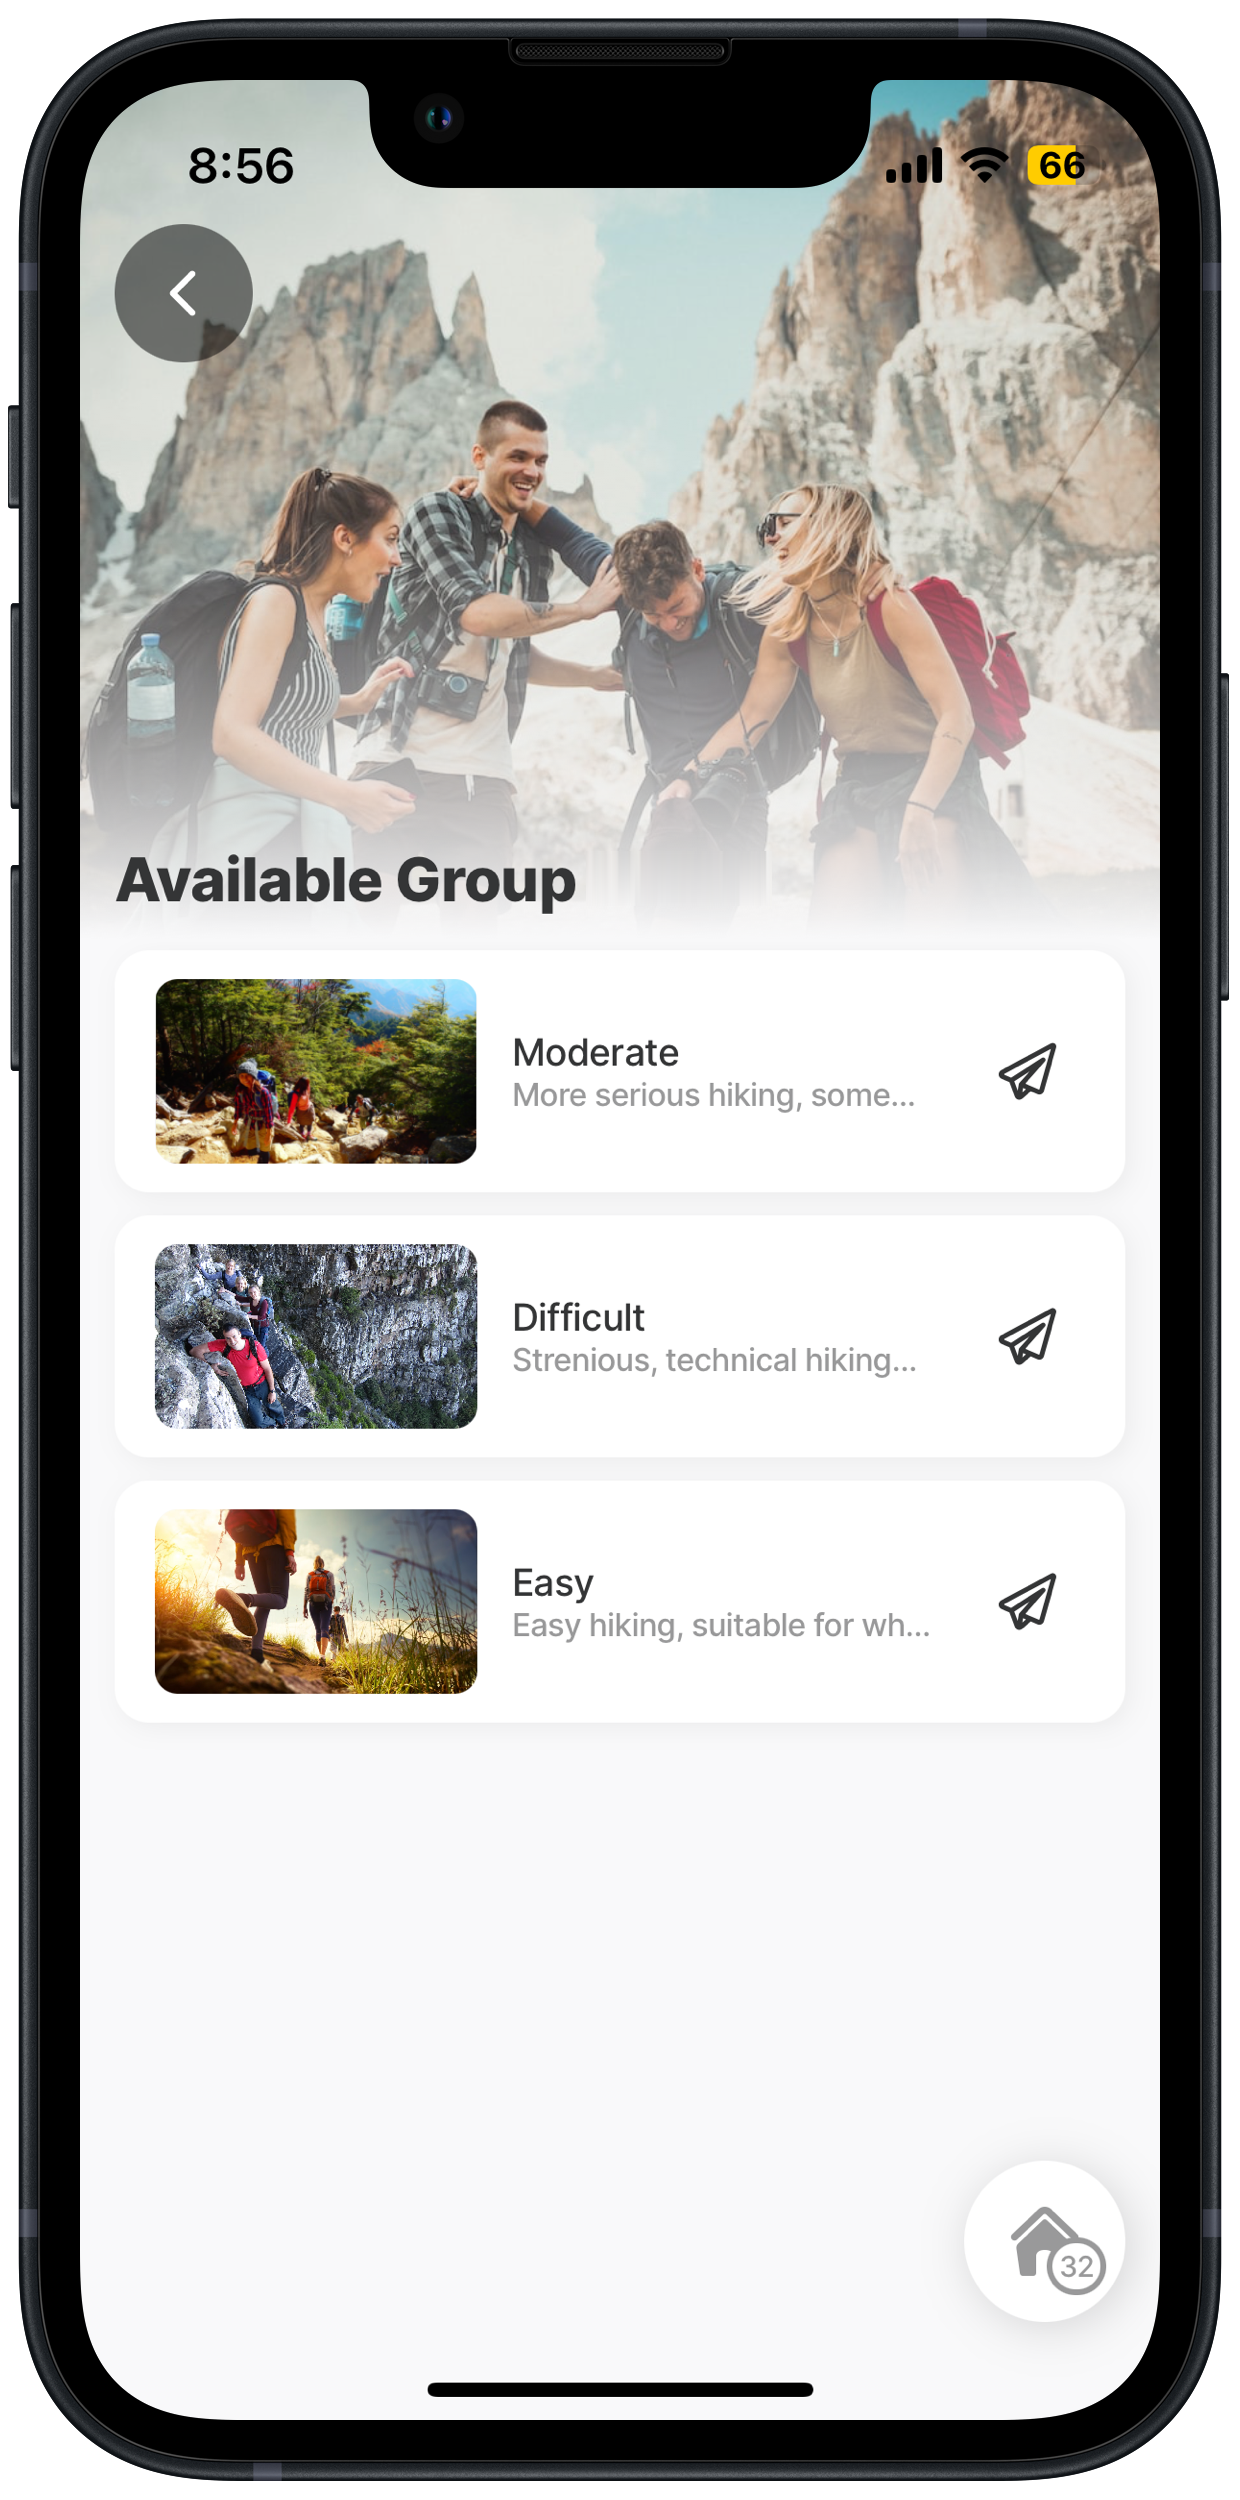 8:56
66
Available Group
Moderate
More serious hiking, some...
Difficult
Strenious, technical hiking...
Easy
Easy hiking, suitable for wh...
32